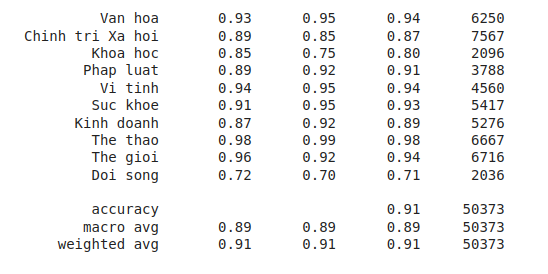 Van hoa 0.93 0.95 0.94 6250
Chinh tri Xa hoi 0.89 0.85 0.87 7567
Khoa hoc 0.85 0.75 0.80 2096
Phap luat 0.89 0.92 0.91 3788
Vi tinh 0.94 0.95 0.94 4560
Suc khoe 0.91 0.95 0.93 5417
Kinh doanh 0.87 0.92 0.89 5276
The thao 0.98 0.99 0.98 6667
The gioi 0.96 0.92 0.94 6716
Doi song 0.72 0.70 0.71 2036
accuracy 0.91 50373
macro avg 0.89 0.89 0.89 50373
weighted avg 0.91 0.91 0.91 50373